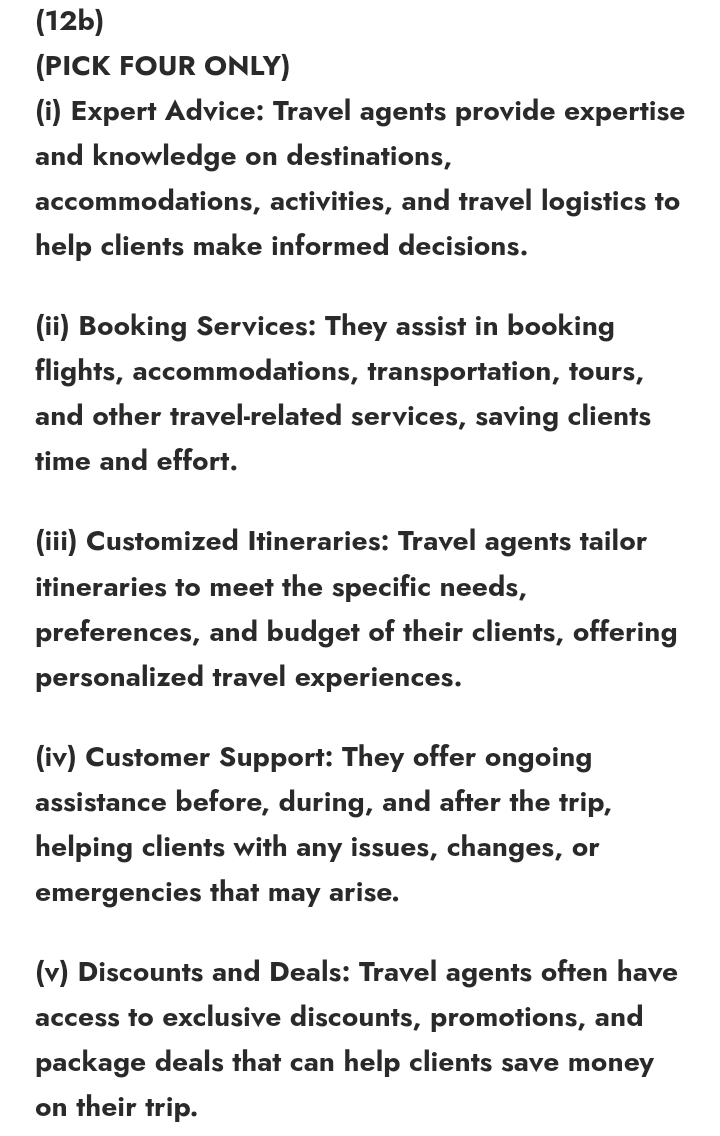 (12b)
(PICK FOUR ONLY)
(i) Expert Advice: Travel agents provide expertise
and knowledge on destinations,
accommodations, activities, and travel logistics to
help clients make informed decisions.
(ii) Booking Services: They assist in booking
flights, accommodations, transportation, tours,
and other travel-related services, saving clients
time and effort.
(iii) Customized Itineraries: Travel agents tailor
itineraries to meet the specific needs,
preferences, and budget of their clients, offering
personalized travel experiences.
(iv) Customer Support: They offer ongoing
assistance before, during, and after the trip,
helping clients with any issues, changes, or
emergencies that may arise.
(v) Discounts and Deals: Travel agents often have
access to exclusive discounts, promotions, and
package deals that can help clients save money
on their trip.